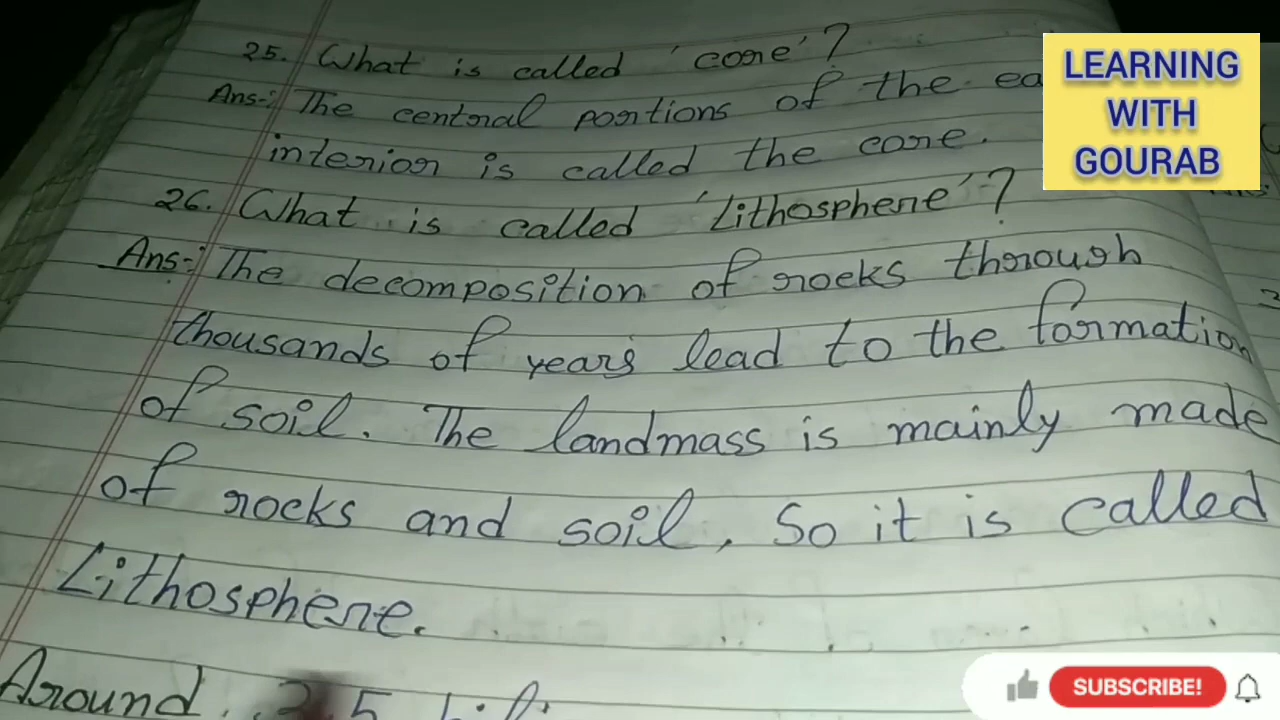 25. What is called 'core'?
Ans-: The central portions of the ea
interior is called the core.
26. What is called 'Lithosphere'?
Ans-: The decomposition of rocks through
thousands of years lead to the formation
of soil. The landmass is mainly made
of rocks and soil, So it is called
Lithosphere.
Around
LEARNING
WITH
GOURAB
SUBSCRIBE!